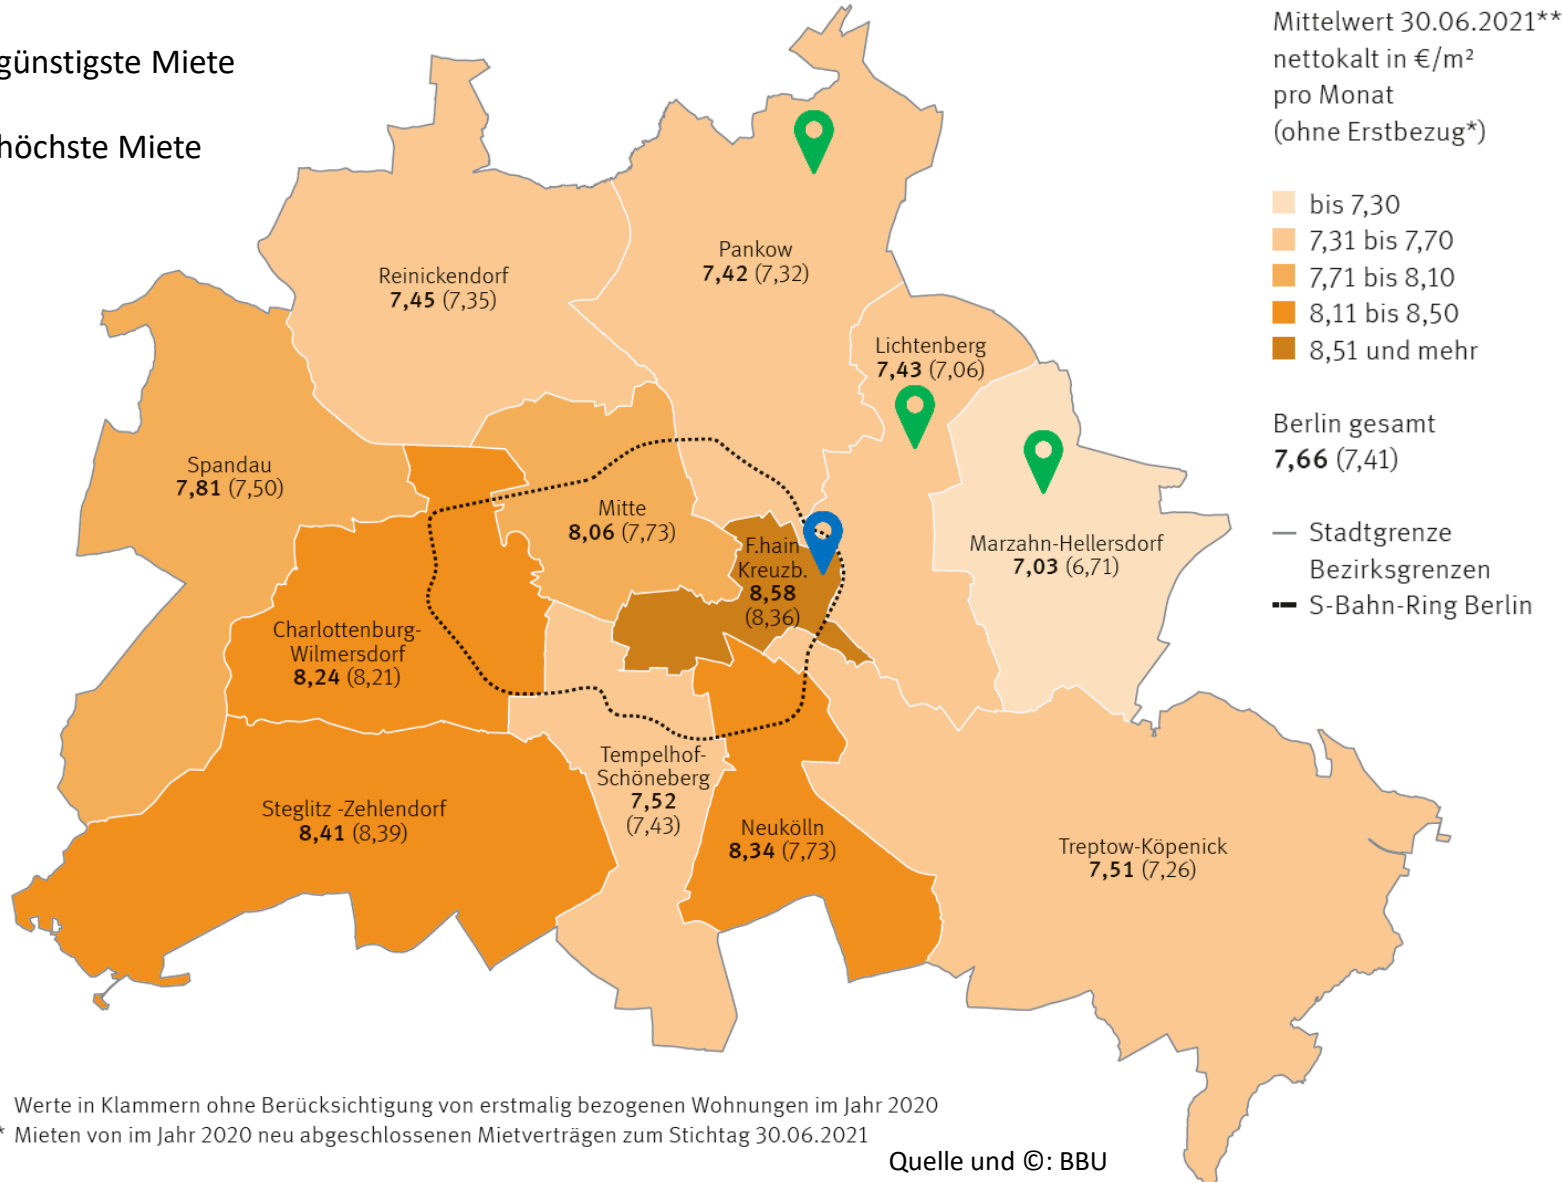 günstigste Miete
höchste Miete
Mittelwert 30.06.2021**
nettokalt in €/m²
pro Monat
(ohne Erstbezug*)
bis 7,30
7,31 bis 7,70
7,71 bis 8,10
8,11 bis 8,50
8,51 und mehr
Berlin gesamt
7,66 (7,41)
Stadtgrenze
Bezirksgrenzen
S-Bahn-Ring Berlin
Pankow
7,42 (7,32)
Reinickendorf
7,45 (7,35)
Lichtenberg
7,43 (7,06)
Spandau
7,81 (7,50)
Mitte
8,06 (7,73)
F.hain
Kreuzb.
8,58
(8,36)
Marzahn-Hellersdorf
7,03 (6,71)
Charlottenburg-
Wilmersdorf
8,24 (8,21)
Tempelhof-
Schöneberg
7,52
(7,43)
Steglitz -Zehlendorf
8,41 (8,39)
Neukölln
8,34 (7,73)
Treptow-Köpenick
7,51 (7,26)
Werte in Klammern ohne Berücksichtigung von erstmalig bezogenen Wohnungen im Jahr 2020
* Mieten von im Jahr 2020 neu abgeschlossenen Mietverträgen zum Stichtag 30.06.2021
Quelle und ©: BBU